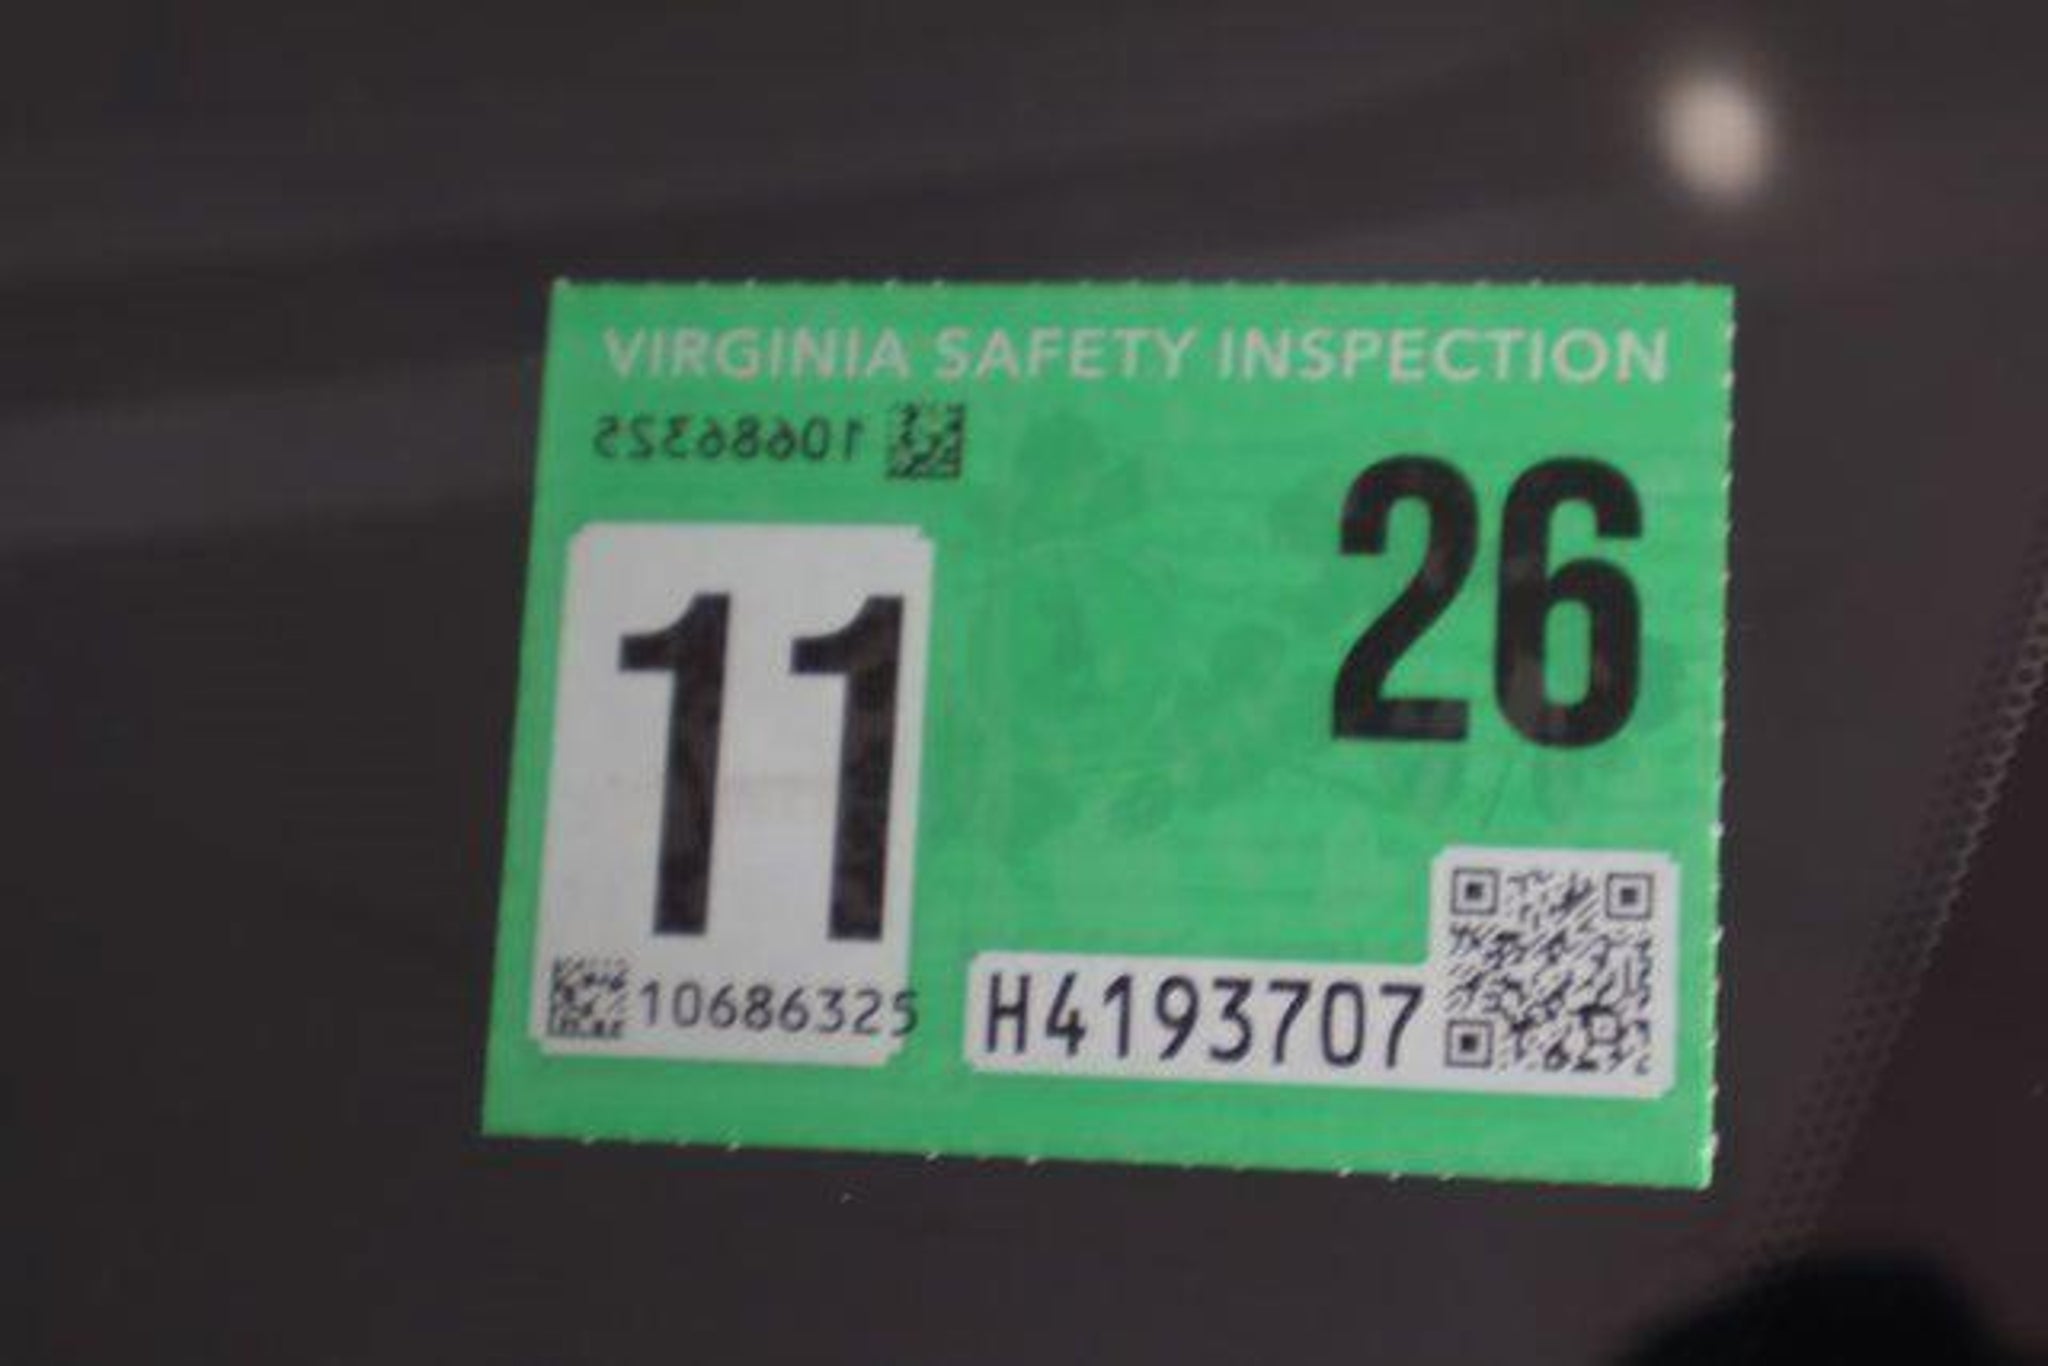 VIRGINIA SAFETY INSPECTION
10686325
26
11
10686325
H4193707